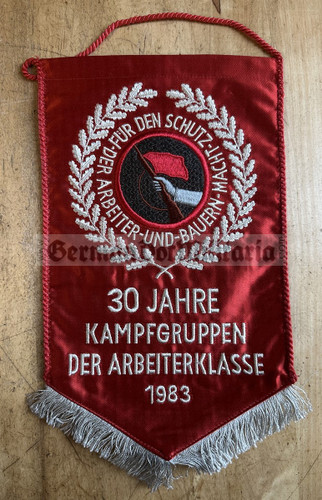 FÜR DEN SCHUTZ
DER ARBEITER-UND-BAUERN-MACHT
30 JAHRE
KAMPFGRUPPEN
DER ARBEITERKLASSE
1983